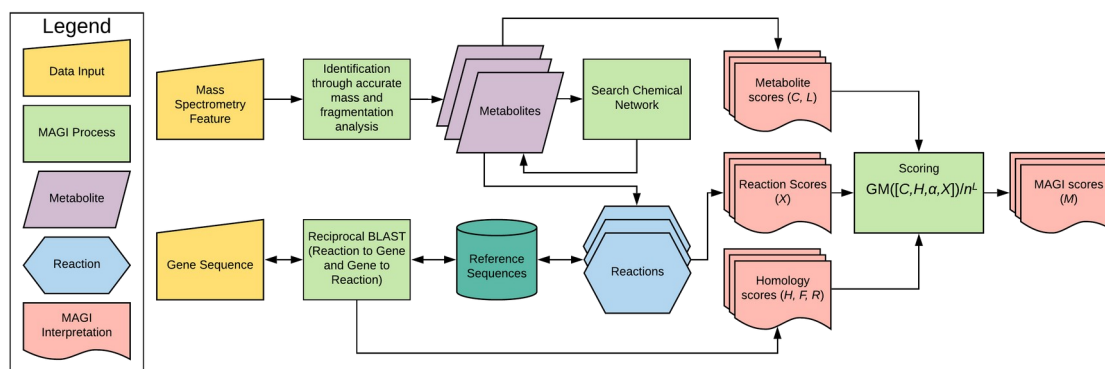 Legend
Data Input
MAGI Process
Metabolite
Reaction
MAGI
Interpretation
Mass
Spectrometry
Feature
Identification
through accurate
mass and
fragmentation
analysis
Metabolites
Search Chemical
Network
Metabolite
scores (C, L)
Gene Sequence
Reciprocal BLAST
(Reaction to Gene
and Gene to
Reaction)
Reference
Sequences
Reactions
Reaction Scores
(X)
Homology
scores (H, F, R)
Scoring
GM([C,H,α,X])/nᴸ
MAGI scores
(M)